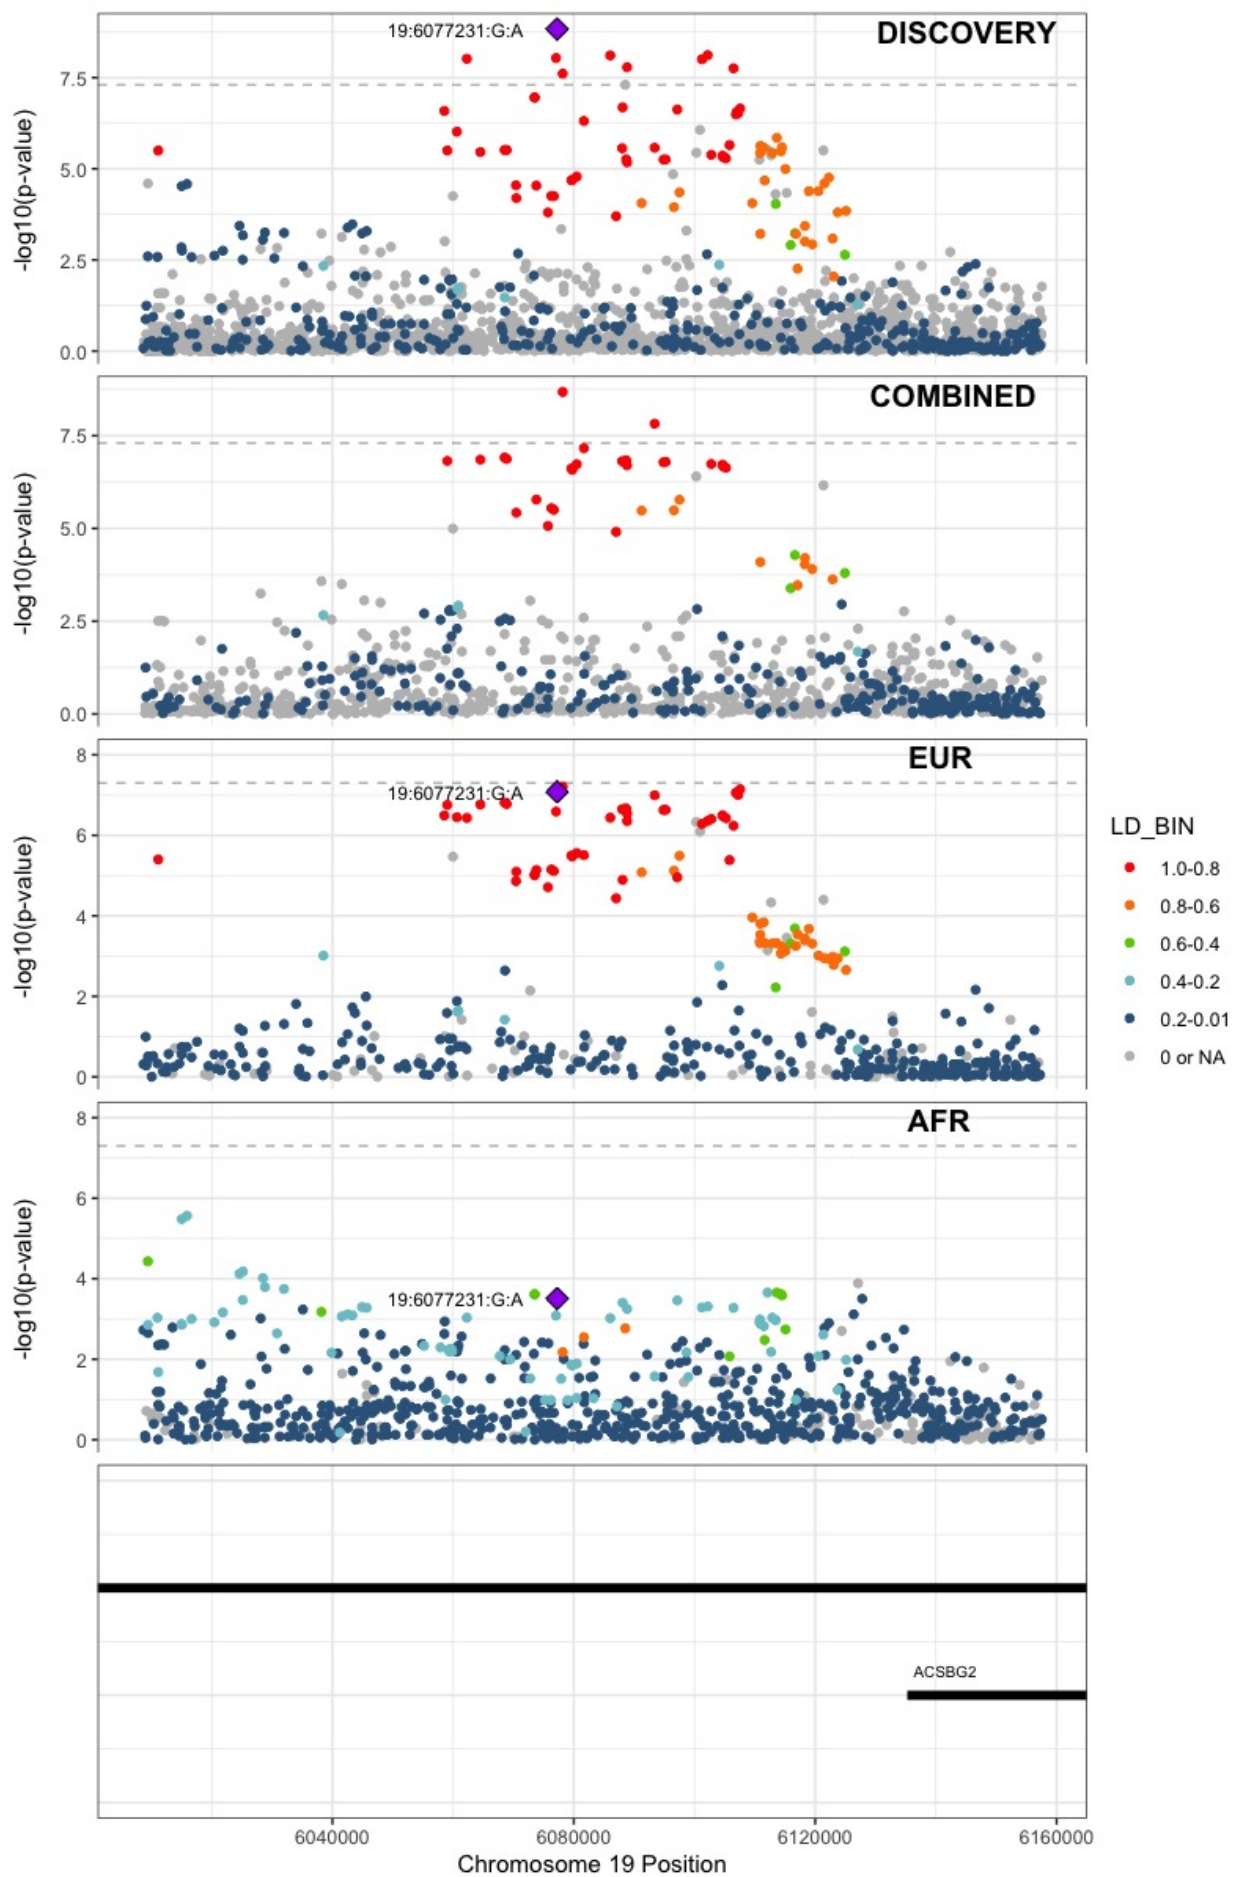 DISCOVERY
19:6077231:G:A
-log10(p-value)
7.5
5.0
2.5
0.0
COMBINED
-log10(p-value)
7.5
5.0
2.5
0.0
EUR
19:6077231:G:A
-log10(p-value)
8
6
4
2
0
LD_BIN
1.0-0.8
0.8-0.6
0.6-0.4
0.4-0.2
0.2-0.01
0 or NA
AFR
19:6077231:G:A
-log10(p-value)
8
6
4
2
0
ACSBG2
6040000 6080000 6120000 6160000
Chromosome 19 Position